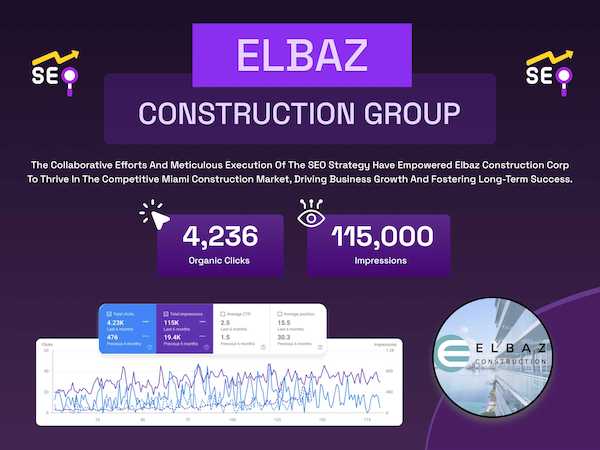 ELBAZ
CONSTRUCTION GROUP
SEO
SEO
The Collaborative Efforts And Meticulous Execution Of The SEO Strategy Have Empowered Elbaz Construction Corp
To Thrive In The Competitive Miami Construction Market, Driving Business Growth And Fostering Long-Term Success.
4,236
Organic Clicks
115,000
Impressions
Total clicks
4.23K
Last 6 months
476
Previous 6 months
Total impressions
115K
Last 6 months
19.4K
Previous 6 months
Average CTR
2.5
Last 6 months
1.5
Previous 6 months
Average position
15.5
Last 6 months
30.3
Previous 6 months
Clicks
Impressions
ELBAZ
CONSTRUCTION